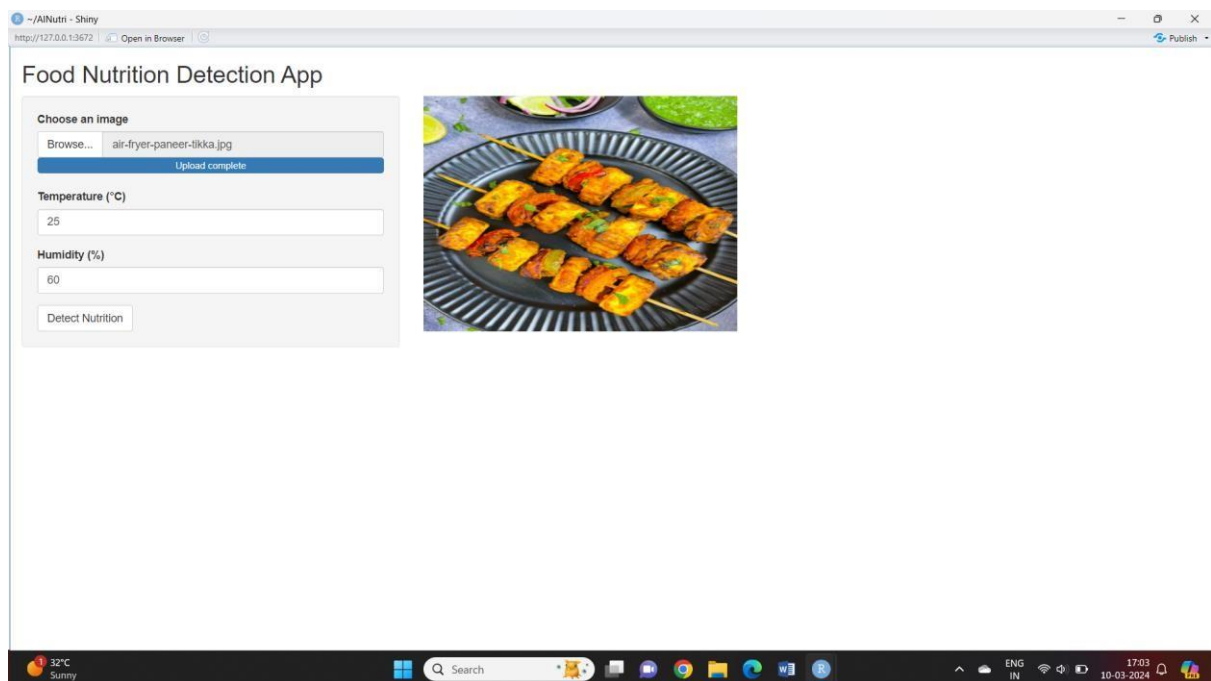 ~/AINutri - Shiny
http://127.0.0.1:3672 Open in Browser Publish
Food Nutrition Detection App
Choose an image
Browse... air-fryer-paneer-tikka.jpg
Upload complete
Temperature (°C)
25
Humidity (%)
60
Detect Nutrition
1 32°C
Sunny
Search
ENG
IN
17:03
10-03-2024